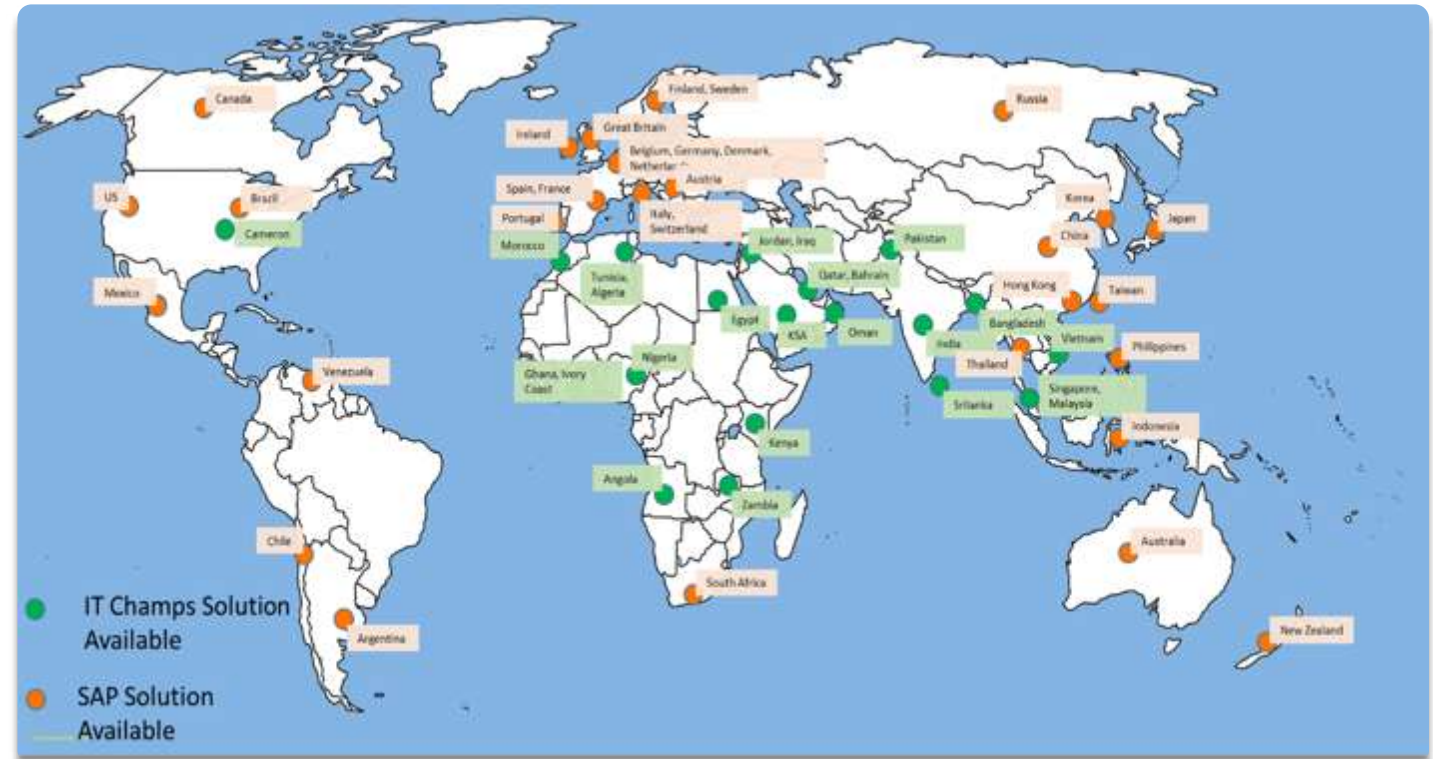 Canada
Finland, Sweden
Russia
Ireland
Great Britain
Belgium, Germany, Denmark,
Austria
US
Brazil
Spain, France
Korea
Portugal
Italy,
Switzerland
Japan
Cameron
Morocco
Jordan, Iraq
Pakistan
China
Tunisia,
Algeria
Qatar, Bahrain
Mexico
Hong Kong
Taiwan
Egypt
KSA
Oman
Bangladesh
India
Vietnam
Nigeria
Thailand
Philippines
Venezuela
Ghana, Ivory
Coast
Singapore,
Malaysia
Srilanka
Indonesia
Kenya
Angola
Zambia
Chile
Australia
South Africa
IT Champs Solution
Available
Argentina
New Zealand
SAP Solution
Available